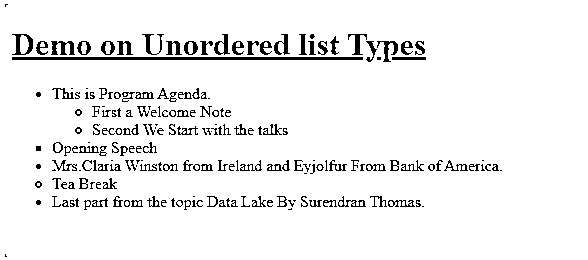 Demo on Unordered list Types
This is Program Agenda.
First a Welcome Note
Second We Start with the talks
Opening Speech
Mrs.Claria Winston from Ireland and Eyjolfur From Bank of America.
Tea Break
Last part from the topic Data Lake By Surendran Thomas.